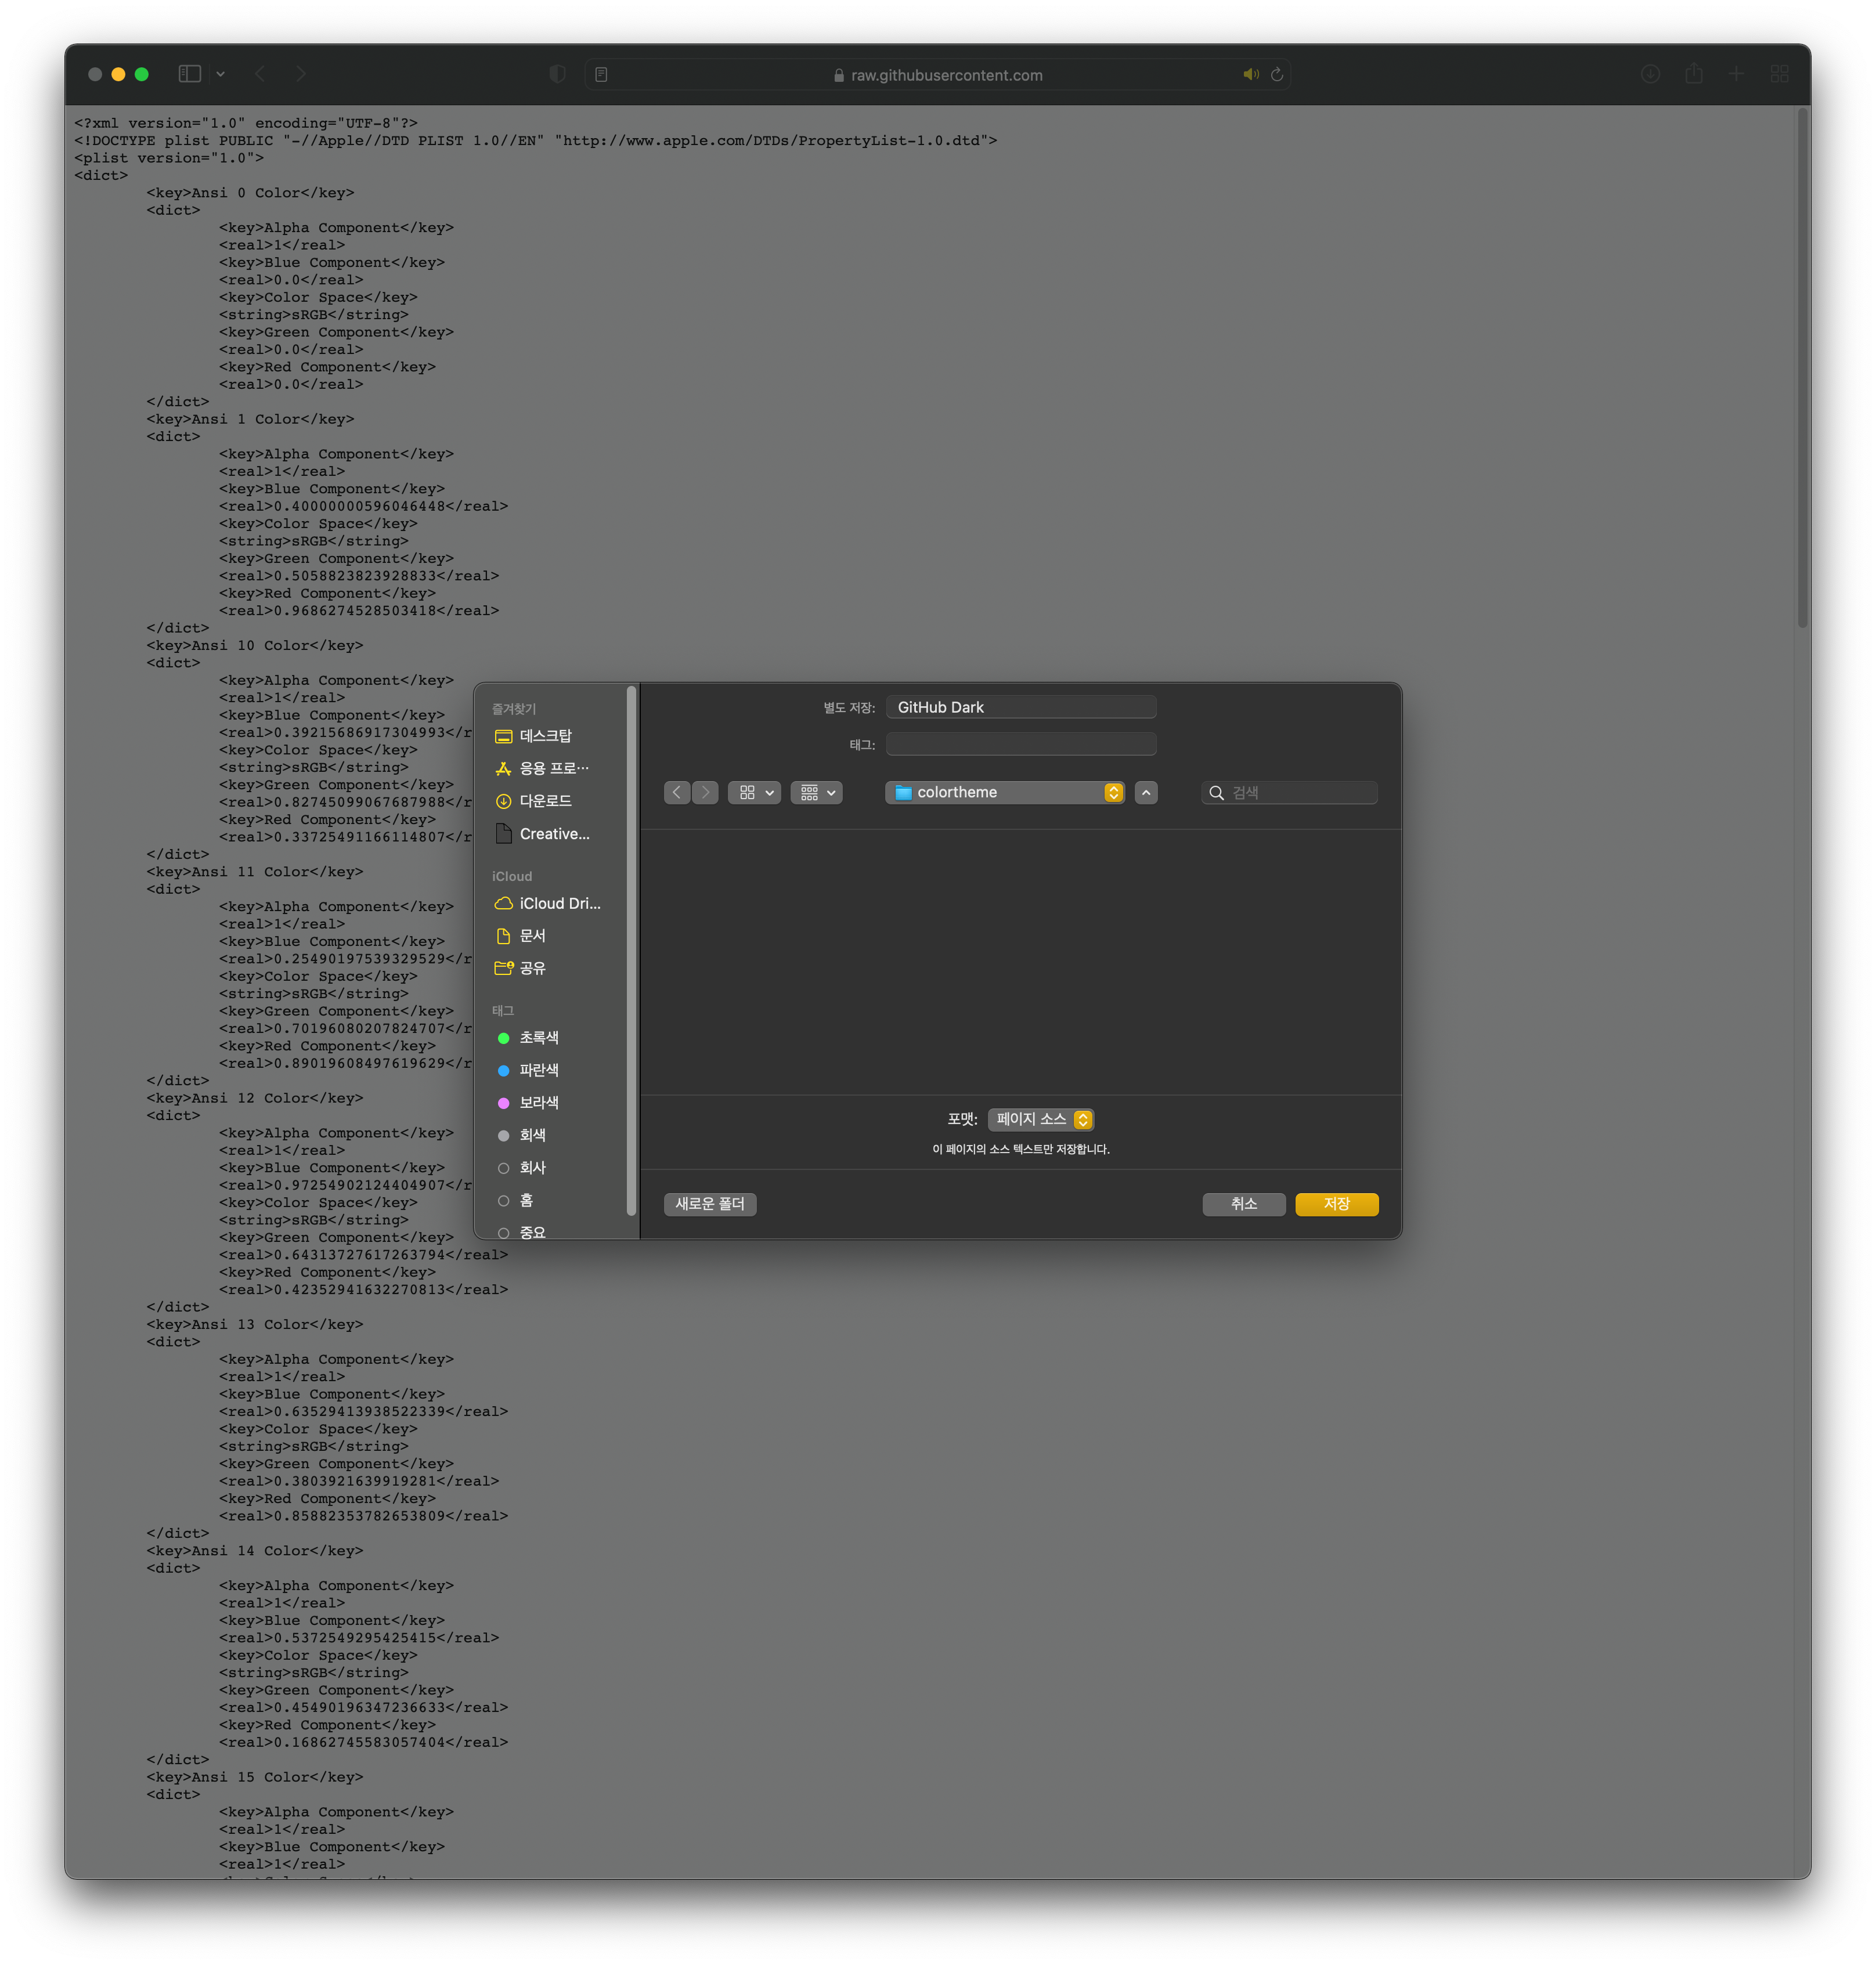 raw.githubusercontent.com
<?xml version="1.0" encoding="UTF-8"?>
<!DOCTYPE plist PUBLIC "-//Apple//DTD PLIST 1.0//EN" "http://www.apple.com/DTDs/PropertyList-1.0.dtd">
<plist version="1.0">
<dict>
<key>Ansi 0 Color</key>
<dict>
<key>Alpha Component</key>
<real>1</real>
<key>Blue Component</key>
<real>0.0</real>
<key>Color Space</key>
<string>sRGB</string>
<key>Green Component</key>
<real>0.0</real>
<key>Red Component</key>
<real>0.0</real>
</dict>
<key>Ansi 1 Color</key>
<dict>
<key>Alpha Component</key>
<real>1</real>
<key>Blue Component</key>
<real>0.40000000596046448</real>
<key>Color Space</key>
<string>sRGB</string>
<key>Green Component</key>
<real>0.5058823823928833</real>
<key>Red Component</key>
<real>0.9686274528503418</real>
</dict>
<key>Ansi 10 Color</key>
<dict>
<key>Alpha Component</key>
<real>1</real>
<key>Blue Component</key>
<real>0.39215686917304993</r
<key>Color Space</key>
<string>sRGB</string>
<key>Green Component</key>
<real>0.82745099067687988</r
<key>Red Component</key>
<real>0.33725491166114807</r
</dict>
<key>Ansi 11 Color</key>
<dict>
<key>Alpha Component</key>
<real>1</real>
<key>Blue Component</key>
<real>0.25490197539329529</r
<key>Color Space</key>
<string>sRGB</string>
<key>Green Component</key>
<real>0.70196080207824707</r
<key>Red Component</key>
<real>0.89019608497619629</r
</dict>
<key>Ansi 12 Color</key>
<dict>
<key>Alpha Component</key>
<real>1</real>
<key>Blue Component</key>
<real>0.97254902124404907</r
<key>Color Space</key>
<string>sRGB</string>
<key>Green Component</key>
<real>0.64313727617263794</real>
<key>Red Component</key>
<real>0.42352941632270813</real>
</dict>
<key>Ansi 13 Color</key>
<dict>
<key>Alpha Component</key>
<real>1</real>
<key>Blue Component</key>
<real>0.63529413938522339</real>
<key>Color Space</key>
<string>sRGB</string>
<key>Green Component</key>
<real>0.3803921639919281</real>
<key>Red Component</key>
<real>0.85882353782653809</real>
</dict>
<key>Ansi 14 Color</key>
<dict>
<key>Alpha Component</key>
<real>1</real>
<key>Blue Component</key>
<real>0.5372549295425415</real>
<key>Color Space</key>
<string>sRGB</string>
<key>Green Component</key>
<real>0.45490196347236633</real>
<key>Red Component</key>
<real>0.16862745583057404</real>
</dict>
<key>Ansi 15 Color</key>
<dict>
<key>Alpha Component</key>
<real>1</real>
<key>Blue Component</key>
<real>1</real>
즐겨찾기
데스크탑
응용 프로…
다운로드
Creative...
iCloud
iCloud Dri...
문서
공유
태그
초록색
파란색
보라색
회색
회사
홈
중요
별도 저장: GitHub Dark
태그:
colortheme
검색
포맷: 페이지 소스
이 페이지의 소스 텍스트만 저장합니다.
새로운 폴더
취소
저장